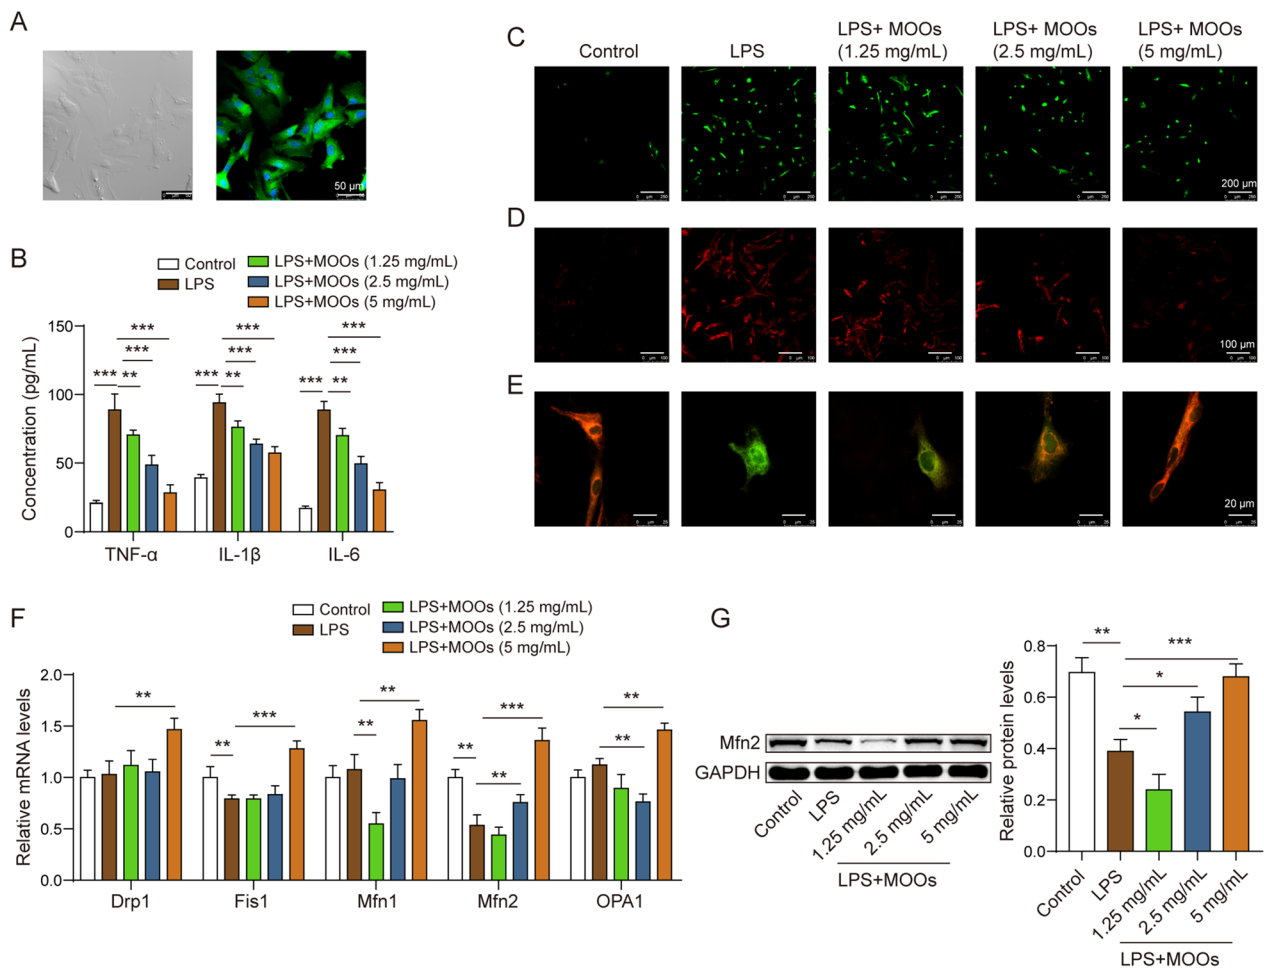 A
50 µm
B
Control
LPS
LPS+MOOs (1.25 mg/mL)
LPS+MOOs (2.5 mg/mL)
LPS+MOOs (5 mg/mL)
Concentration (pg/mL)
150
100
50
0
*** ** *** ***
*** ** *** ***
*** ** *** ***
TNF-α IL-1β IL-6
C
Control
LPS
LPS+ MOOs
(1.25 mg/mL)
LPS+ MOOs
(2.5 mg/mL)
LPS+ MOOs
(5 mg/mL)
200 µm
D
100 µm
E
20 µm
F
Control
LPS
LPS+MOOs (1.25 mg/mL)
LPS+MOOs (2.5 mg/mL)
LPS+MOOs (5 mg/mL)
Relative mRNA levels
2.0
1.5
1.0
0.5
0.0
**
** ***
** **
** ** ***
** **
Drp1 Fis1 Mfn1 Mfn2 OPA1
G
Mfn2
GAPDH
Control
LPS
1.25 mg/mL
2.5 mg/mL
5 mg/mL
LPS+MOOs
Relative protein levels
0.8
0.6
0.4
0.2
0.0
** ***
*
*
Control
LPS
1.25 mg/mL
2.5 mg/mL
5 mg/mL
LPS+MOOs